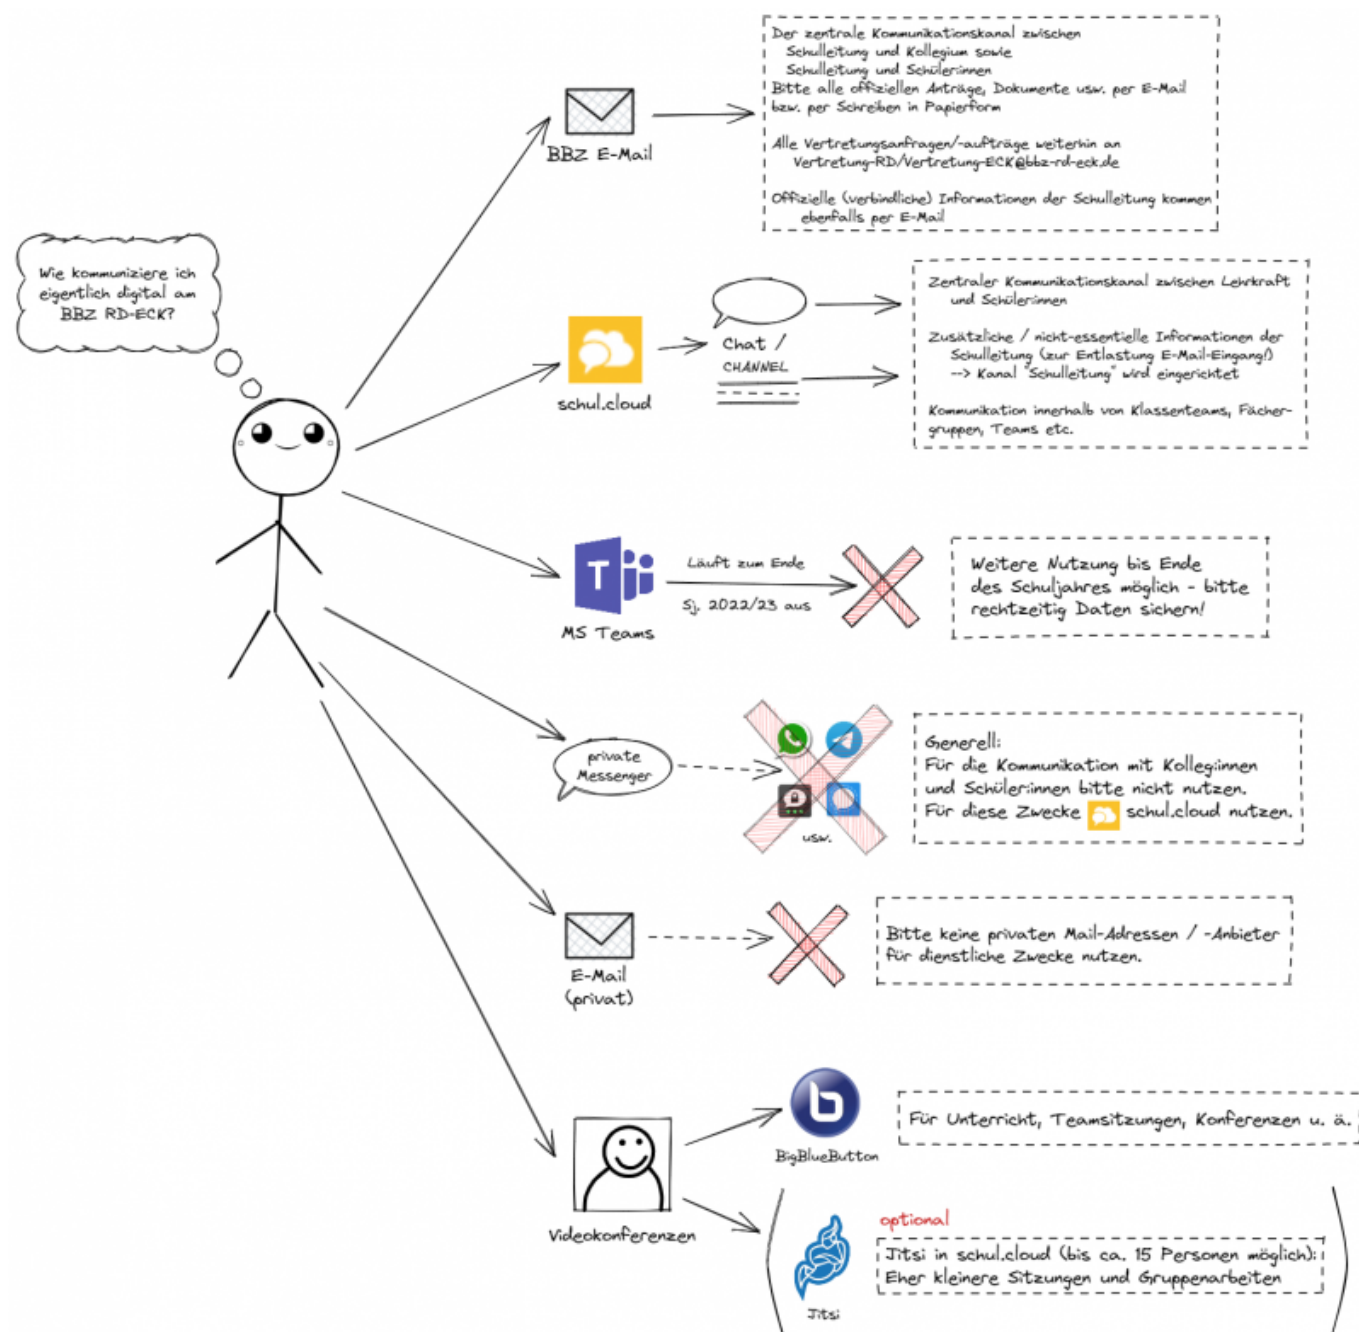 Der zentrale Kommunikationskanal zwischen
Schulleitung und Kollegium sowie
Schulleitung und Schüler:innen
Bitte alle offiziellen Anträge, Dokumente usw. per E-Mail
bzw. per Schreiben in Papierform
Alle Vertretungsanfragen/-aufträge weiterhin an
Vertretung-RD/Vertretung-ECK@bbz-rd-eck.de
Offizielle (verbindliche) Informationen der Schulleitung kommen
ebenfalls per E-Mail
BBZ E-Mail
Wie kommuniziere ich
eigentlich digital am
BBZ RD-ECK?
Zentraler Kommunikationskanal zwischen Lehrkraft
und Schüler:innen
Zusätzliche / nicht-essentielle Informationen der
Schulleitung (zur Entlastung E-Mail-Eingang!)
--> Kanal "Schulleitung" wird eingerichtet
Kommunikation innerhalb von Klassenteams, Fächer-
gruppen, Teams etc.
Chat /
CHANNEL
schul.cloud
T
MS Teams
Läuft zum Ende
Sj. 2022/23 aus
Weitere Nutzung bis Ende
des Schuljahres möglich - bitte
rechtzeitig Daten sichern!
private
Messenger
usw.
Generell:
Für die Kommunikation mit Kolleg:innen
und Schüler:innen bitte nicht nutzen.
Für diese Zwecke schul.cloud nutzen.
E-Mail
(privat)
Bitte keine privaten Mail-Adressen / -Anbieter
für dienstliche Zwecke nutzen.
Videokonferenzen
b
BigBlueButton
Für Unterricht, Teamsitzungen, Konferenzen u. ä.
optional
Jitsi in schul.cloud (bis ca. 15 Personen möglich):
Eher kleinere Sitzungen und Gruppenarbeiten
Jitsi